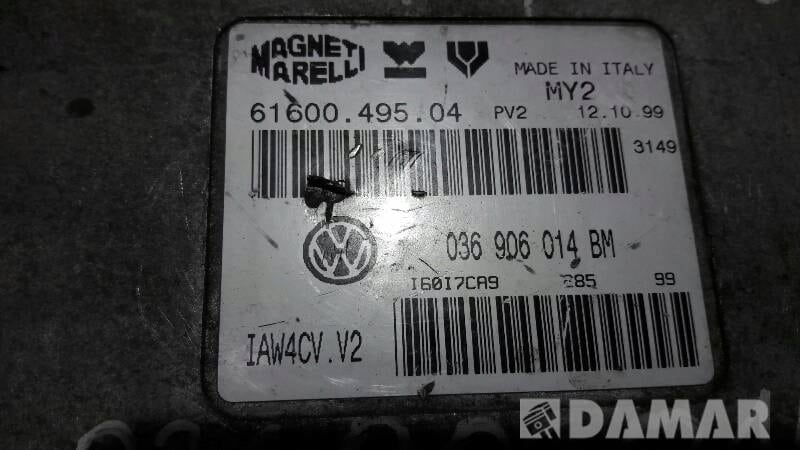 MAGNETI
MARELLI
MADE IN ITALY
MY2
61600.495.04 PV2 12.10.99
3149
036 906 014 BM
I60I7CA9 285 99
IAW4CV.V2
DAMAR